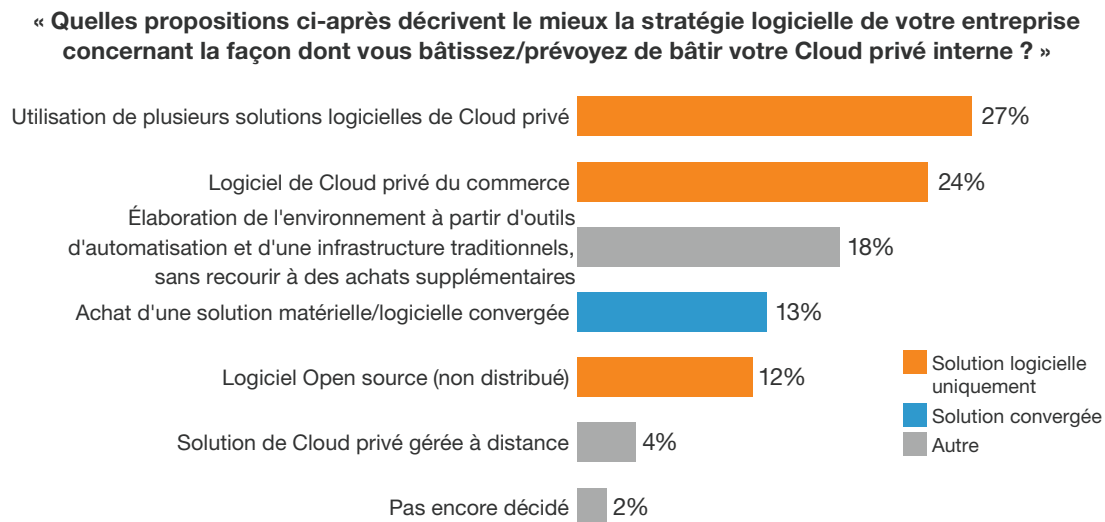 « Quelles propositions ci-après décrivent le mieux la stratégie logicielle de votre entreprise
concernant la façon dont vous bâtissez/prévoyez de bâtir votre Cloud privé interne ? »
Utilisation de plusieurs solutions logicielles de Cloud privé 27%
Logiciel de Cloud privé du commerce 24%
Élaboration de l'environnement à partir d'outils
d'automatisation et d'une infrastructure traditionnels, 18%
sans recourir à des achats supplémentaires
Achat d'une solution matérielle/logicielle convergée 13%
Logiciel Open source (non distribué) 12%
Solution de Cloud privé gérée à distance 4%
Pas encore décidé 2%
Solution logicielle
uniquement
Solution convergée
Autre